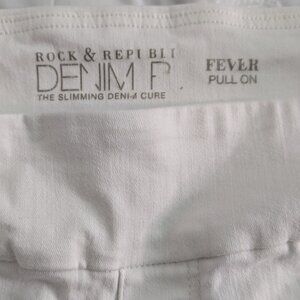 ROCK & REPUBLI
DENIM R.
THE SLIMMING DENIM CURE
FEVER
PULL ON